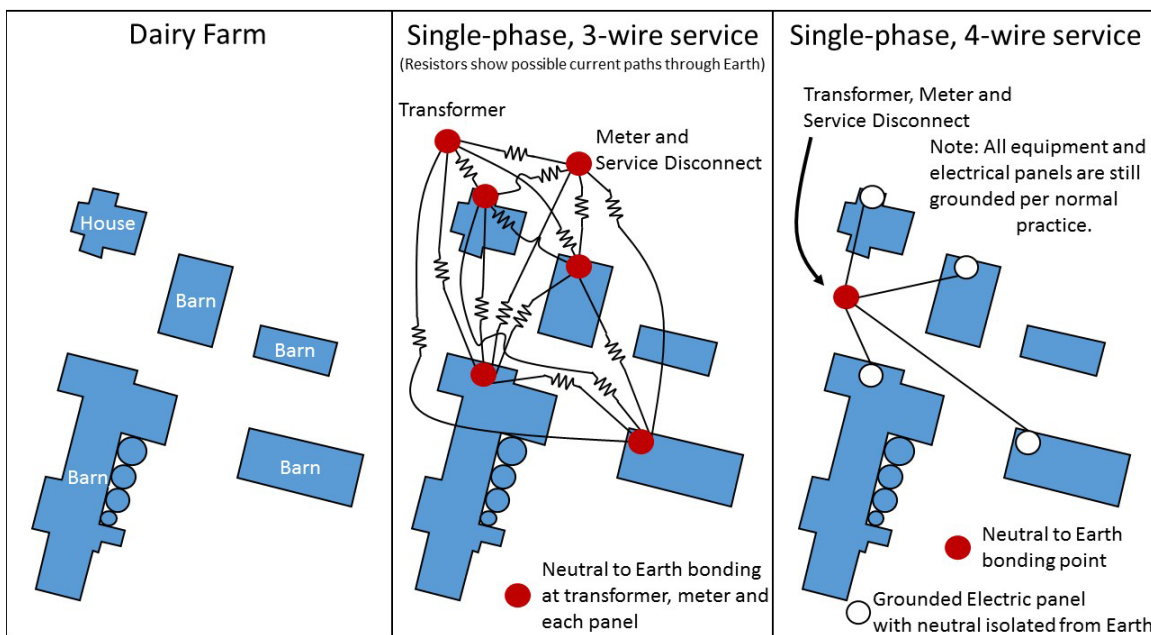 Dairy Farm
House
Barn
Barn
Barn
Barn
Single-phase, 3-wire service
(Resistors show possible current paths through Earth)
Transformer
Meter and
Service Disconnect
Neutral to Earth bonding
at transformer, meter and
each panel
Single-phase, 4-wire service
Transformer, Meter and
Service Disconnect
Note: All equipment and
electrical panels are still
grounded per normal
practice.
Neutral to Earth
bonding point
Grounded Electric panel
with neutral isolated from Earth